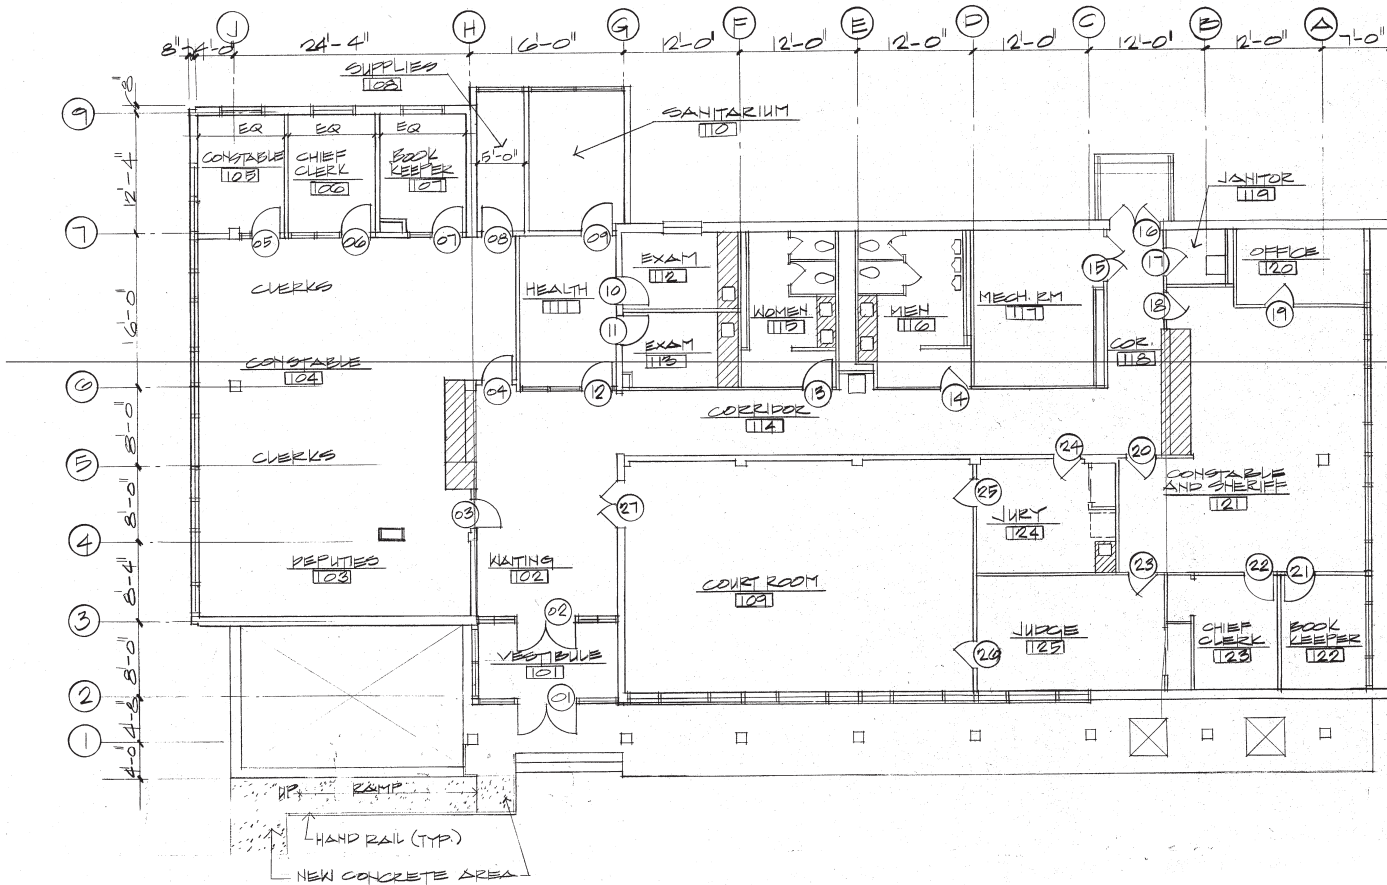 J
H
G
F
E
D
C
B
A
8"
4'-0"
24'-4"
16'-0"
12'-0"
12'-0"
12'-0"
12'-0"
12'-0"
12'-0"
7'-0"
SUPPLIES
108
9
8"
SANITARIUM
110
EQ
EQ
EQ
5'-0"
CONSTABLE
105
CHIEF
CLERK
106
BOOK
KEEPER
107
12'-4"
JANITOR
119
7
05
06
07
08
09
16
EXAM
112
15
17
OFFICE
120
CLERKS
HEALTH
111
10
MECH. RM
117
18
16'-0"
WOMEN
115
MEN
116
19
11
EXAM
113
COR.
118
CONSTABLE
104
6
04
12
13
14
CORRIDOR
114
8'-0"
CLERKS
5
24
20
CONSTABLE
AND SHERIFF
121
25
27
03
8'-0"
JURY
124
4
DEPUTIES
103
WAITING
102
23
22
21
COURT ROOM
109
8'-4"
02
3
JUDGE
125
CHIEF
CLERK
123
BOOK
KEEPER
122
VESTIBULE
101
26
8'-0"
2
01
4'-8"
1
4'-0"
UP
RAMP
HAND RAIL (TYP.)
NEW CONCRETE AREA